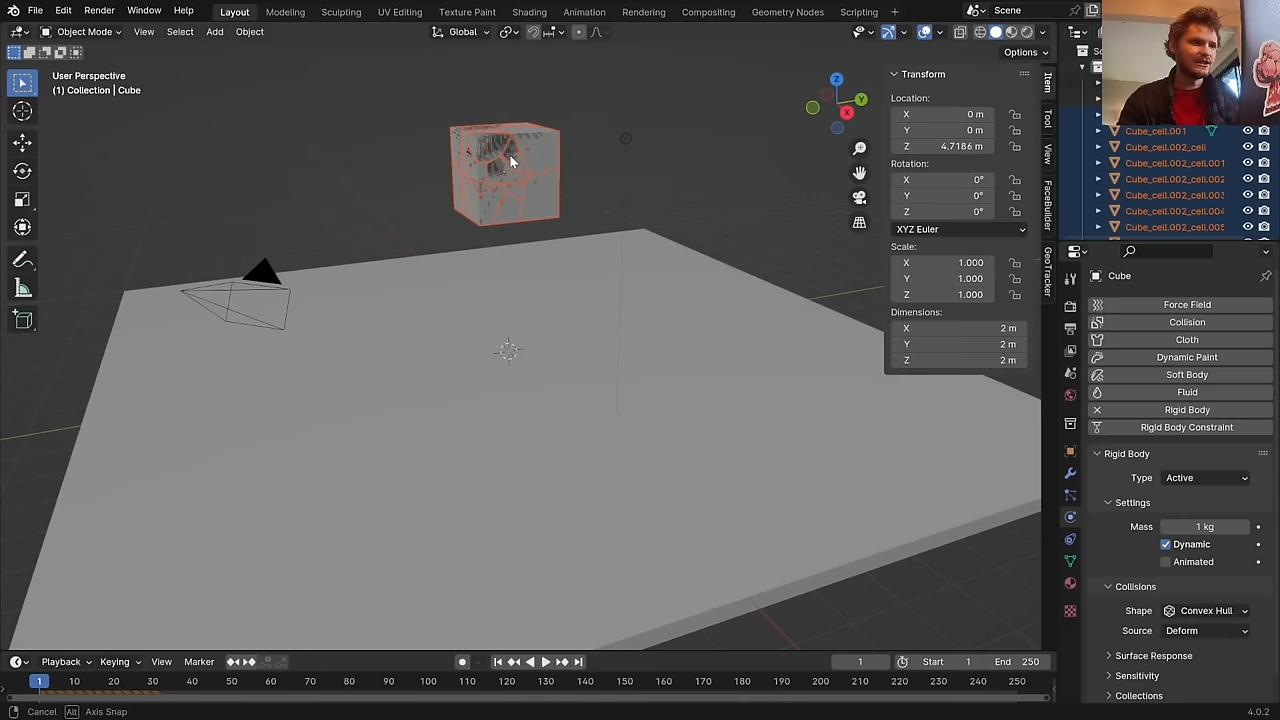 File Edit Render Window Help Layout Modeling Sculpting UV Editing Texture Paint Shading Animation Rendering Compositing Geometry Nodes Scripting + Scene
Object Mode View Select Add Object Global
Options
User Perspective
(1) Collection | Cube
Z
Y
X
Transform
Location:
X 0 m
Y 0 m
Z 4.7186 m
Rotation:
X 0°
Y 0°
Z 0°
XYZ Euler
Scale:
X 1.000
Y 1.000
Z 1.000
Dimensions:
X 2 m
Y 2 m
Z 2 m
Item
Tool
View
FaceBuilder
GeoTracker
Cube_cell.001
Cube_cell.002_cell
Cube_cell.002_cell.001
Cube_cell.002_cell.002
Cube_cell.002_cell.003
Cube_cell.002_cell.004
Cube_cell.002_cell.005
Cube
Force Field
Collision
Cloth
Dynamic Paint
Soft Body
Fluid
Rigid Body
Rigid Body Constraint
Rigid Body
Type Active
Settings
Mass 1 kg
Dynamic
Animated
Collisions
Shape Convex Hull
Source Deform
Surface Response
Sensitivity
Collections
Playback Keying View Marker 1 Start 1 End 250
1 10 20 30 40 50 60 70 80 90 100 110 120 130 140 150 160 170 180 190 200 210 220 230 240 250
Cancel Alt Axis Snap 4.0.2